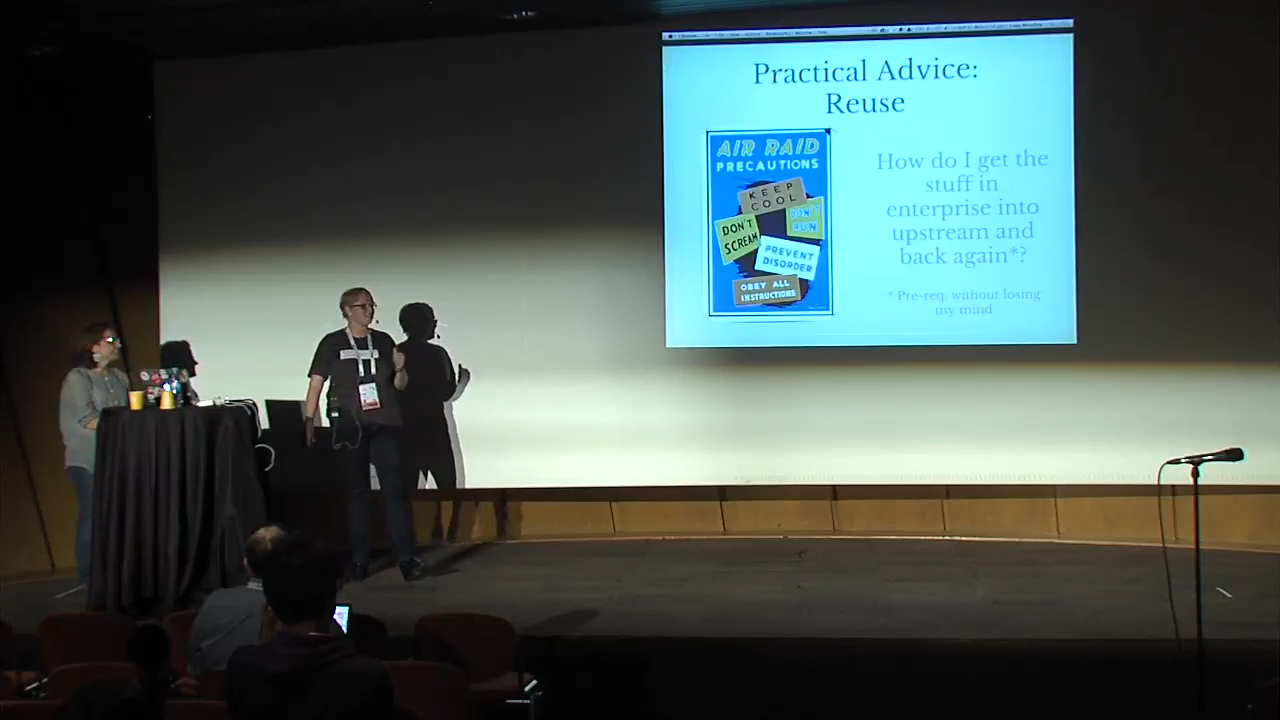 Practical Advice:
Reuse
AIR RAID
PRECAUTIONS
KEEP
COOL
DON'T
RUN
DON'T
SCREAM
PREVENT
DISORDER
OBEY ALL
INSTRUCTIONS
How do I get the
stuff in
enterprise into
upstream and
back again*?
* Pre-req: without losing
my mind